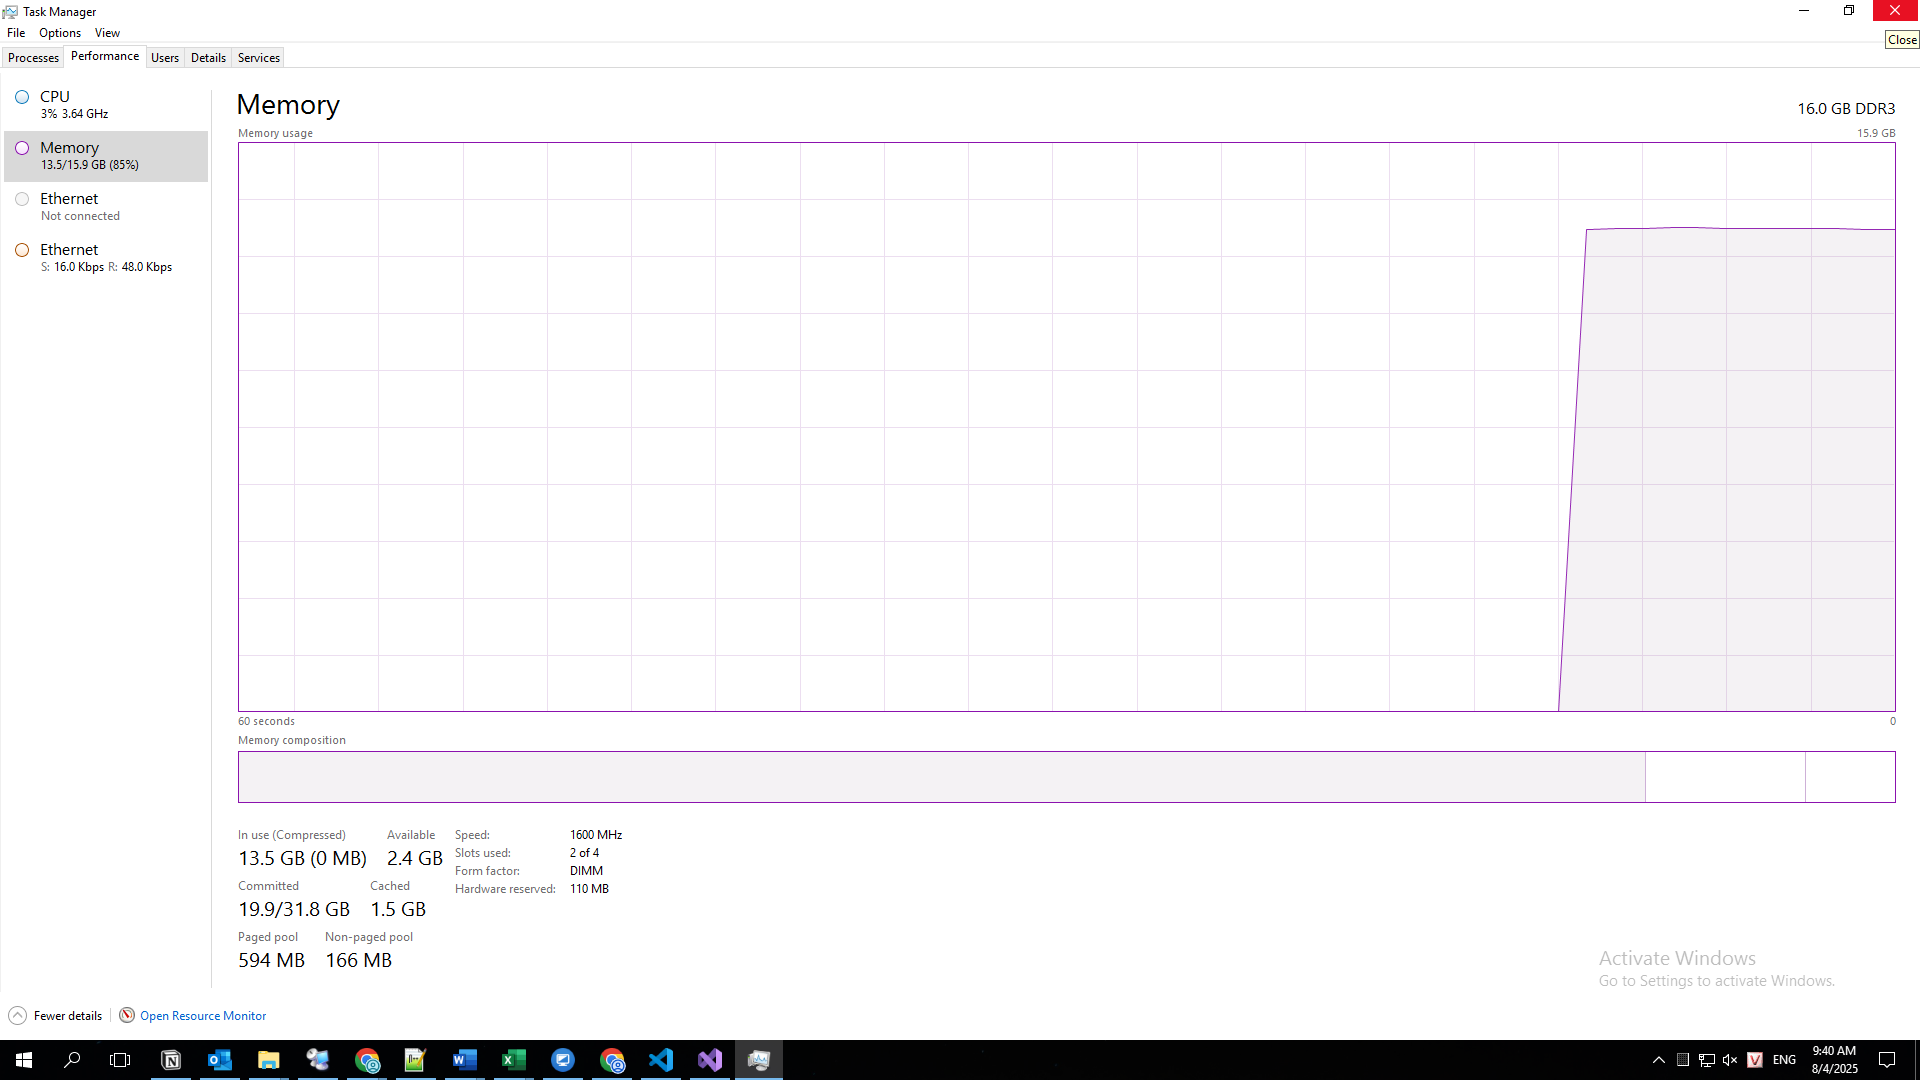 Task Manager
File Options View
Close
Processes Performance Users Details Services
CPU
3% 3.64 GHz
Memory
13.5/15.9 GB (85%)
Ethernet
Not connected
Ethernet
S: 16.0 Kbps R: 48.0 Kbps
Memory
16.0 GB DDR3
Memory usage
15.9 GB
60 seconds
0
Memory composition
In use (Compressed) Available
13.5 GB (0 MB) 2.4 GB
Committed Cached
19.9/31.8 GB 1.5 GB
Paged pool Non-paged pool
594 MB 166 MB
Speed: 1600 MHz
Slots used: 2 of 4
Form factor: DIMM
Hardware reserved: 110 MB
Activate Windows
Go to Settings to activate Windows.
Fewer details Open Resource Monitor
ENG
9:40 AM
8/4/2025